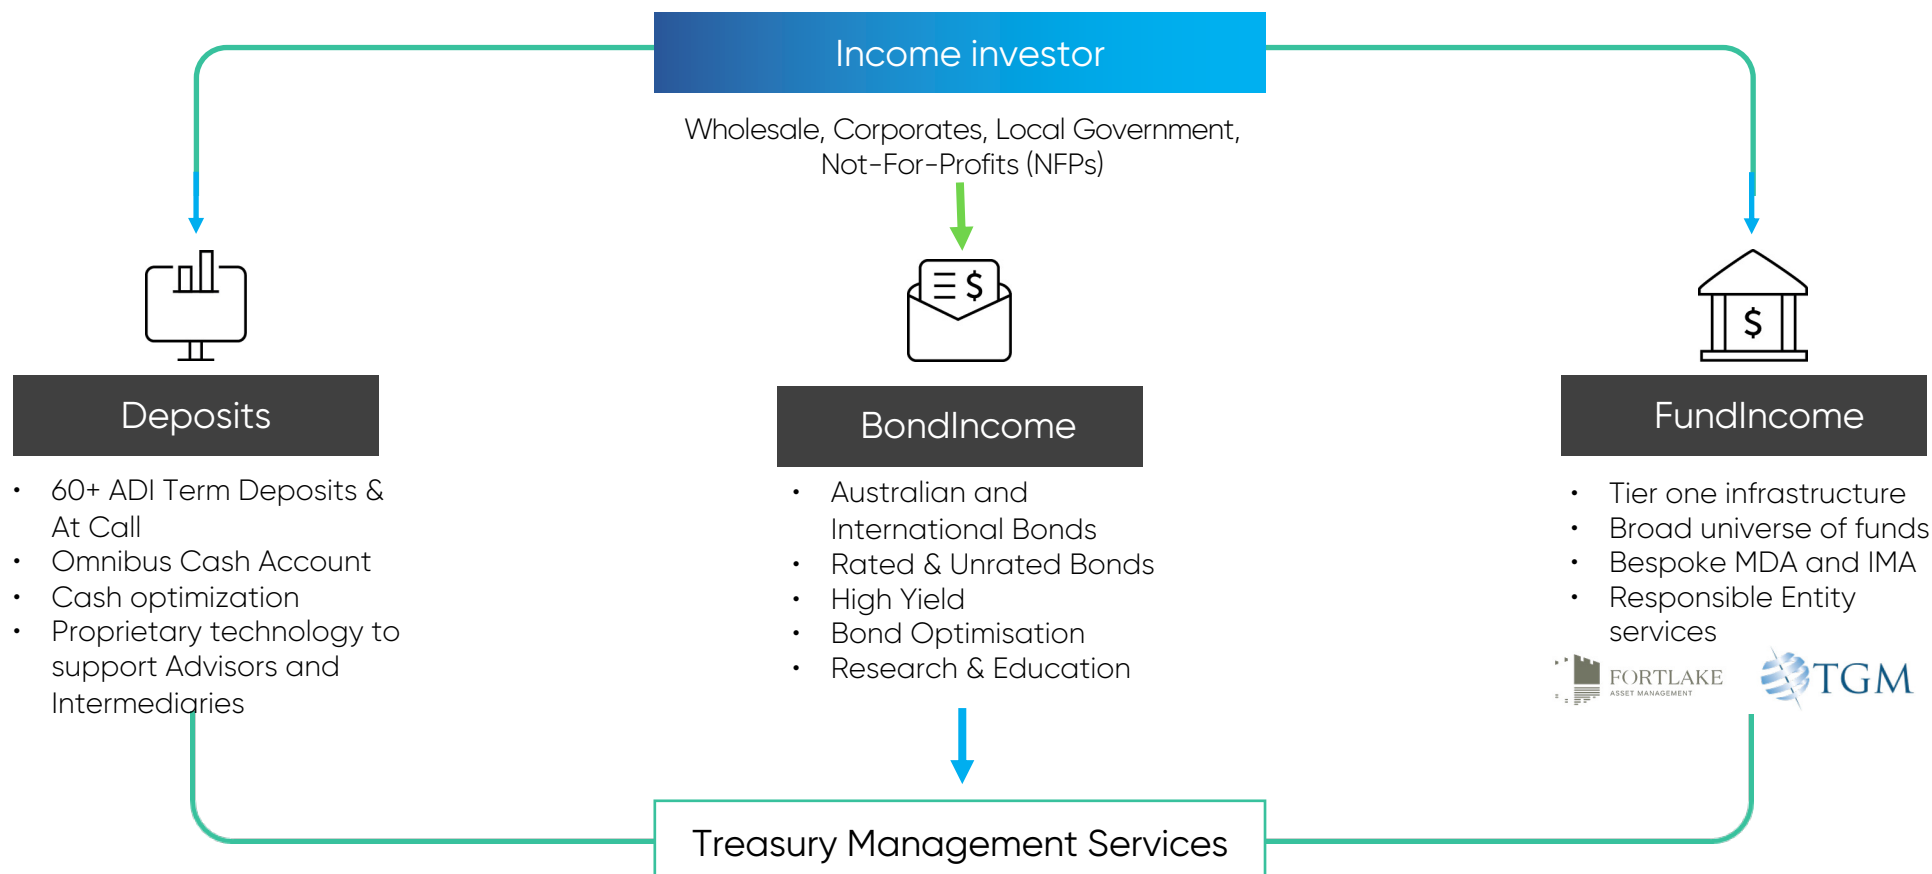 Income investor
Wholesale, Corporates, Local Government,
Not-For-Profits (NFPs)
$
$
Deposits
• 60+ ADI Term Deposits &
At Call
• Omnibus Cash Account
• Cash optimization
• Proprietary technology to
support Advisors and
Intermediaries
BondIncome
• Australian and
International Bonds
• Rated & Unrated Bonds
• High Yield
• Bond Optimisation
• Research & Education
FundIncome
• Tier one infrastructure
• Broad universe of funds
• Bespoke MDA and IMA
• Responsible Entity
services
FORTLAKE
ASSET MANAGEMENT
TGM
Treasury Management Services